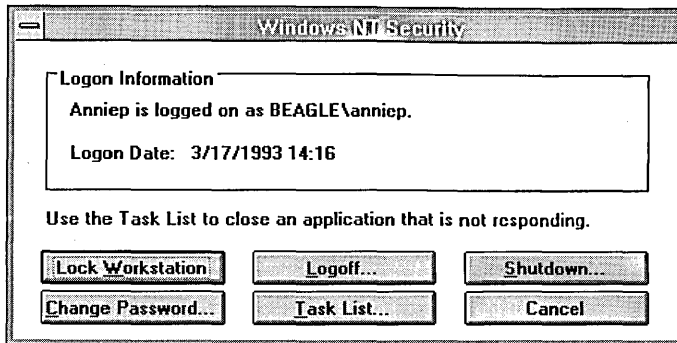 Windows NT Security
Logon Information
Anniep is logged on as BEAGLE\anniep.
Logon Date: 3/17/1993 14:16
Use the Task List to close an application that is not responding.
Lock Workstation
Logoff...
Shutdown...
Change Password...
Task List...
Cancel